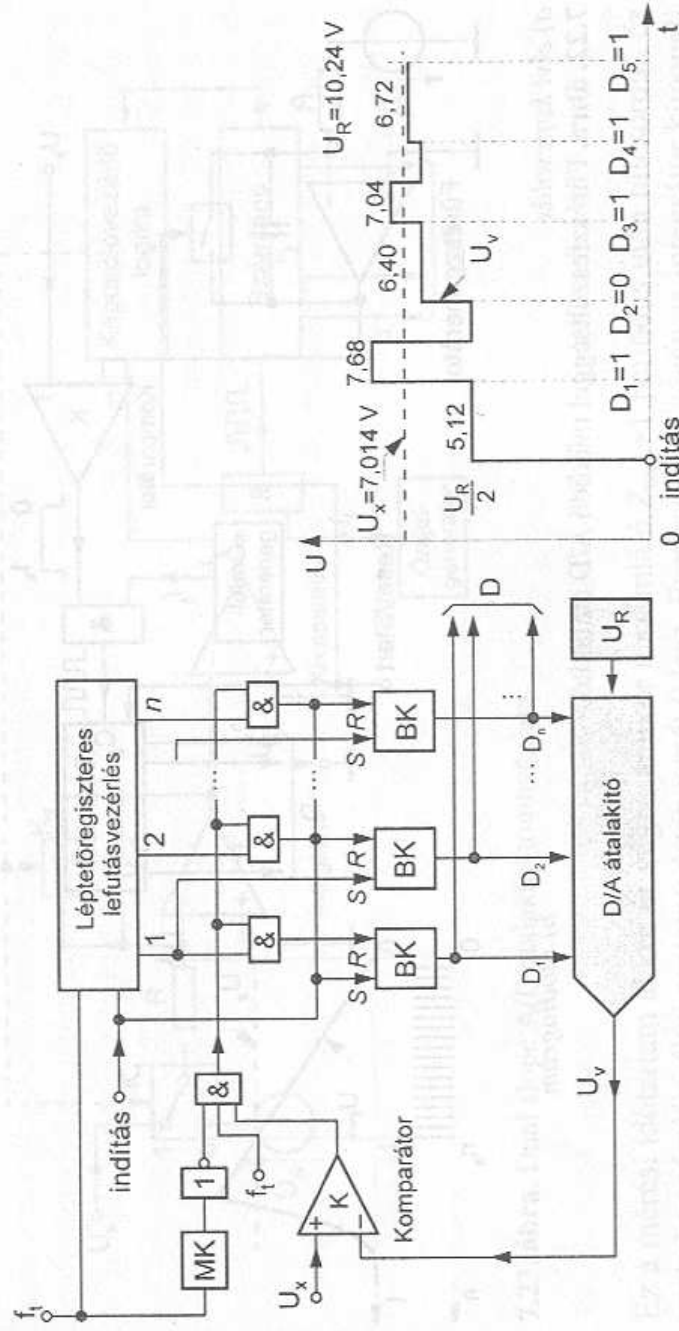 f_t
Léptetőregiszteres
lefutásvezérlés
indítás
MK
1
&
f_t
U_x
+
K
−
Komparátor
1
2
n
&
&
...
&
S
R
S
R
...
S
R
BK
BK
BK
D
D_1
D_2
...
D_n
⋮
D/A átalakító
U_R
U_v
U
U_x=7,014 V
U_R/2
U_R=10,24 V
5,12
7,68
6,40
7,04
6,72
U_v
0
indítás
D_1=1
D_2=0
D_3=1
D_4=1
D_5=1
t